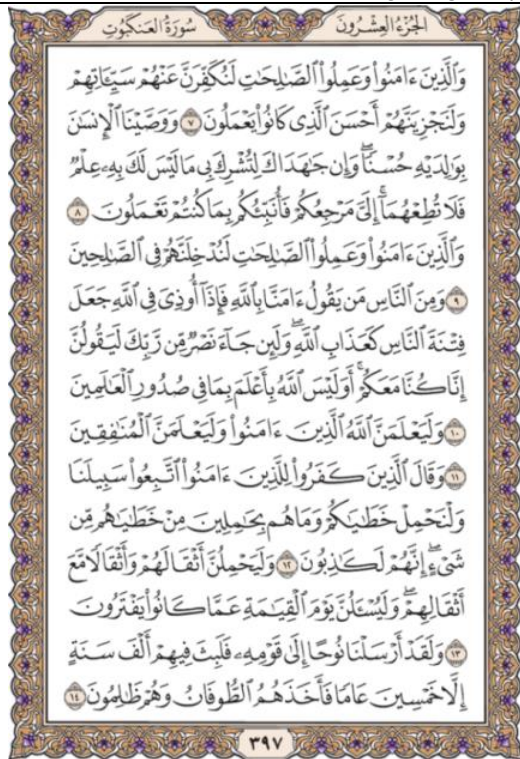 سُورَةُ العَنكَبُوتِ الجُزْءُ العِشْرُونَ
وَٱلَّذِينَ ءَامَنُوا۟ وَعَمِلُوا۟ ٱلصَّٰلِحَٰتِ لَنُكَفِّرَنَّ عَنْهُمْ سَيِّـَٔاتِهِمْ
وَلَنَجْزِيَنَّهُمْ أَحْسَنَ ٱلَّذِى كَانُوا۟ يَعْمَلُونَ ٧ وَوَصَّيْنَا ٱلْإِنسَٰنَ
بِوَٰلِدَيْهِ حُسْنًا ۖ وَإِن جَٰهَدَاكَ لِتُشْرِكَ بِى مَا لَيْسَ لَكَ بِهِۦ عِلْمٌ
فَلَا تُطِعْهُمَآ ۚ إِلَىَّ مَرْجِعُكُمْ فَأُنَبِّئُكُم بِمَا كُنتُمْ تَعْمَلُونَ ٨
وَٱلَّذِينَ ءَامَنُوا۟ وَعَمِلُوا۟ ٱلصَّٰلِحَٰتِ لَنُدْخِلَنَّهُمْ فِى ٱلصَّٰلِحِينَ
٩ وَمِنَ ٱلنَّاسِ مَن يَقُولُ ءَامَنَّا بِٱللَّهِ فَإِذَآ أُوذِىَ فِى ٱللَّهِ جَعَلَ
فِتْنَةَ ٱلنَّاسِ كَعَذَابِ ٱللَّهِ ۖ وَلَئِن جَآءَ نَصْرٌ مِّن رَّبِّكَ لَيَقُولُنَّ
إِنَّا كُنَّا مَعَكُمْ ۚ أَوَلَيْسَ ٱللَّهُ بِأَعْلَمَ بِمَا فِى صُدُورِ ٱلْعَٰلَمِينَ
١٠ وَلَيَعْلَمَنَّ ٱللَّهُ ٱلَّذِينَ ءَامَنُوا۟ وَلَيَعْلَمَنَّ ٱلْمُنَٰفِقِينَ
١١ وَقَالَ ٱلَّذِينَ كَفَرُوا۟ لِلَّذِينَ ءَامَنُوا۟ ٱتَّبِعُوا۟ سَبِيلَنَا
وَلْنَحْمِلْ خَطَٰيَٰكُمْ وَمَا هُم بِحَٰمِلِينَ مِنْ خَطَٰيَٰهُم مِّن
شَىْءٍ ۖ إِنَّهُمْ لَكَٰذِبُونَ ١٢ وَلَيَحْمِلُنَّ أَثْقَالَهُمْ وَأَثْقَالًا مَّعَ
أَثْقَالِهِمْ ۖ وَلَيُسْـَٔلُنَّ يَوْمَ ٱلْقِيَٰمَةِ عَمَّا كَانُوا۟ يَفْتَرُونَ
١٣ وَلَقَدْ أَرْسَلْنَا نُوحًا إِلَىٰ قَوْمِهِۦ فَلَبِثَ فِيهِمْ أَلْفَ سَنَةٍ
إِلَّا خَمْسِينَ عَامًا فَأَخَذَهُمُ ٱلطُّوفَانُ وَهُمْ ظَٰلِمُونَ ١٤
٣٩٧